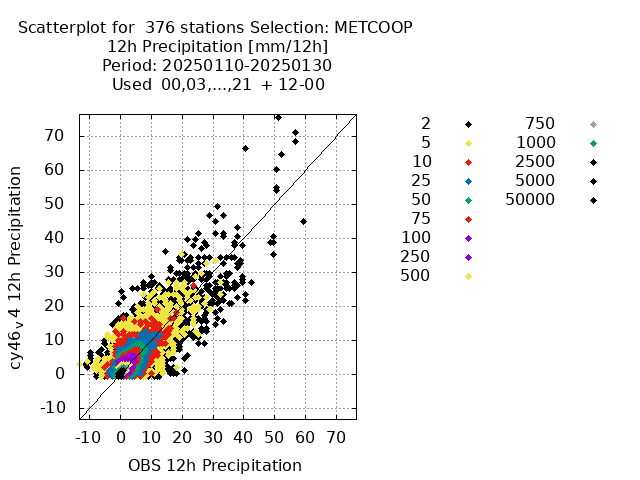 Scatterplot for  376 stations Selection: METCOOP
12h Precipitation [mm/12h]
Period: 20250110-20250130
Used  00,03,...,21  + 12-00
cy46v4 12h Precipitation
70
60
50
40
30
20
10
0
-10
-10 0 10 20 30 40 50 60 70
OBS 12h Precipitation
2 750
5 1000
10 2500
25 5000
50 50000
75
100
250
500